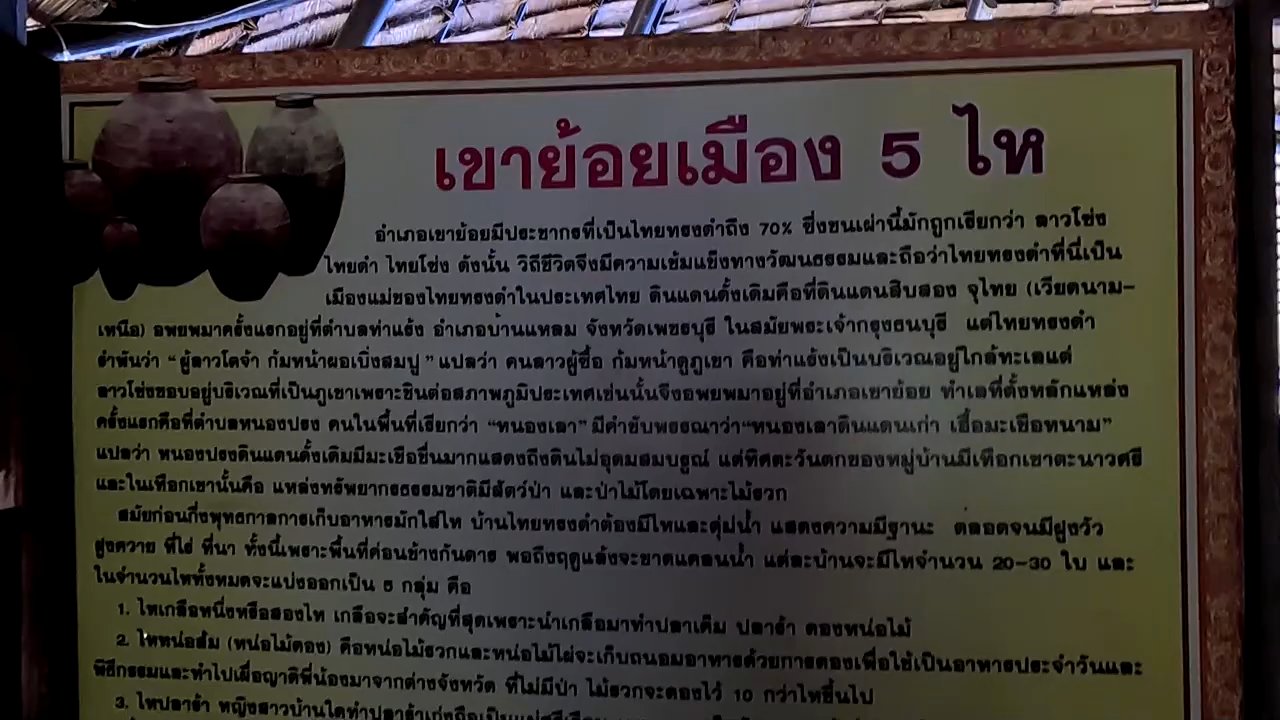 เขาย้อยเมือง 5 ไห
อำเภอเขาย้อยมีประชากรที่เป็นไทยทรงดำถึง 70% ซึ่งชนเผ่านี้มักถูกเรียกว่า ลาวโซ่ง
ไทยดำ ไทยโซ่ง ดังนั้น วิถีชีวิตจึงมีความเข้มแข็งทางวัฒนธรรมและถือว่าไทยทรงดำที่นี่เป็น
เมืองแม่ของไทยทรงดำในประเทศไทย ดินแดนดั้งเดิมคือที่ดินแดนสิบสอง จุไทย (เวียดนาม-
เหนือ) อพยพมาครั้งแรกอยู่ที่ตำบลท่าแร้ง อำเภอบ้านแหลม จังหวัดเพชรบุรี ในสมัยพระเจ้ากรุงธนบุรี แต่ไทยทรงดำ
รำพันว่า “ผู้ลาวโตจ้า ก้มหน้าผอเบิ่งสมปู” แปลว่า คนลาวผู้ซื่อ ก้มหน้าดูภูเขา คือท่าแร้งเป็นบริเวณอยู่ใกล้ทะเลแต่
ลาวโซ่งชอบอยู่บริเวณที่เป็นภูเขาเพราะชินต่อสภาพภูมิประเทศเช่นนั้นจึงอพยพมาอยู่ที่อำเภอเขาย้อย ทำเลที่ตั้งหลักแหล่ง
ครั้งแรกคือที่ตำบลหนองปรง คนในพื้นที่เรียกว่า “หนองเลา” มีคำขับพรรณาว่า“หนองเลาดินแดนเก่า เฮื้อมะเขือหนาม”
แปลว่า หนองปรงดินแดนดั้งเดิมมีมะเขือขื่นมากแสดงถึงดินไม่อุดมสมบรูณ์ แต่ทิศตะวันตกของหมู่บ้านมีเทือกเขาตะนาวศรี
และในเทือกเขานั้นคือ แหล่งทรัพยากรธรรมชาติมีสัตว์ป่า และป่าไม้โดยเฉพาะไม้รวก
สมัยก่อนกึ่งพุทธกาลการเก็บอาหารมักใส่ไห บ้านไทยทรงดำต้องมีไหและตุ่มน้ำ แสดงความมีฐานะ ตลอดจนมีฝูงวัว
ฝูงควาย ที่ไร่ ที่นา ทั้งนี้เพราะพื้นที่ค่อนข้างกันดาร พอถึงฤดูแล้งจะขาดแคลนน้ำ แต่ละบ้านจะมีไหจำนวน 20-30 ใบ และ
ในจำนวนไหทั้งหมดจะแบ่งออกเป็น 5 กลุ่ม คือ
1. ไหเกลือหนึ่งหรือสองไห เกลือจะสำคัญที่สุดเพราะนำเกลือมาทำปลาเค็ม ปลาร้า ดองหน่อไม้
2. ไหหน่อส้ม (หน่อไม้ดอง) คือหน่อไม้รวกและหน่อไม้ไผ่จะเก็บถนอมอาหารด้วยการดองเพื่อใช้เป็นอาหารประจำวันและ
พิธีกรรมและทำไปเผื่อญาติพี่น้องมาจากต่างจังหวัด ที่ไม่มีป่า ไม้รวกจะดองไว้ 10 กว่าไหขึ้นไป
3. ไหปลาร้า หญิงสาวบ้านใดทำปลาร้าเก่งถือเป็น